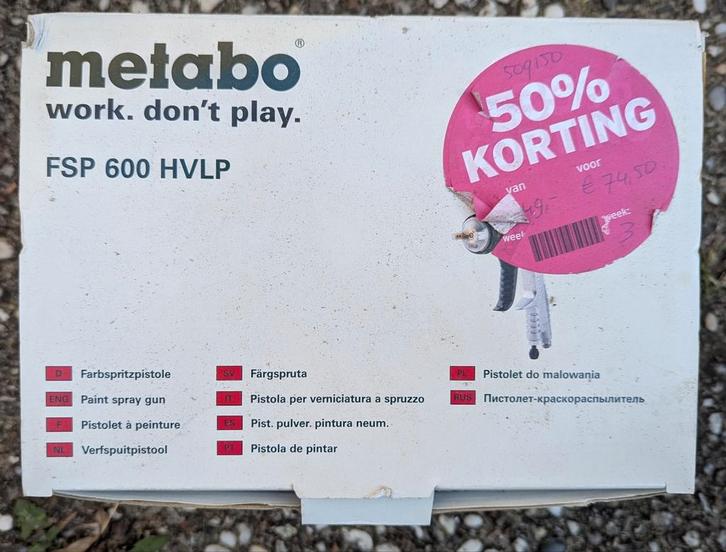 metabo®
work. don't play.
FSP 600 HVLP
509150
50%
KORTING
van voor
49,- € 74,50
week: week:
3
D Farbspritzpistole
ENG Paint spray gun
F Pistolet à peinture
NL Verfspuitpistool
SV Färgspruta
IT Pistola per verniciatura a spruzzo
ES Pist. pulver. pintura neum.
PT Pistola de pintar
PL Pistolet do malowania
RUS Пистолет-краскораспылитель